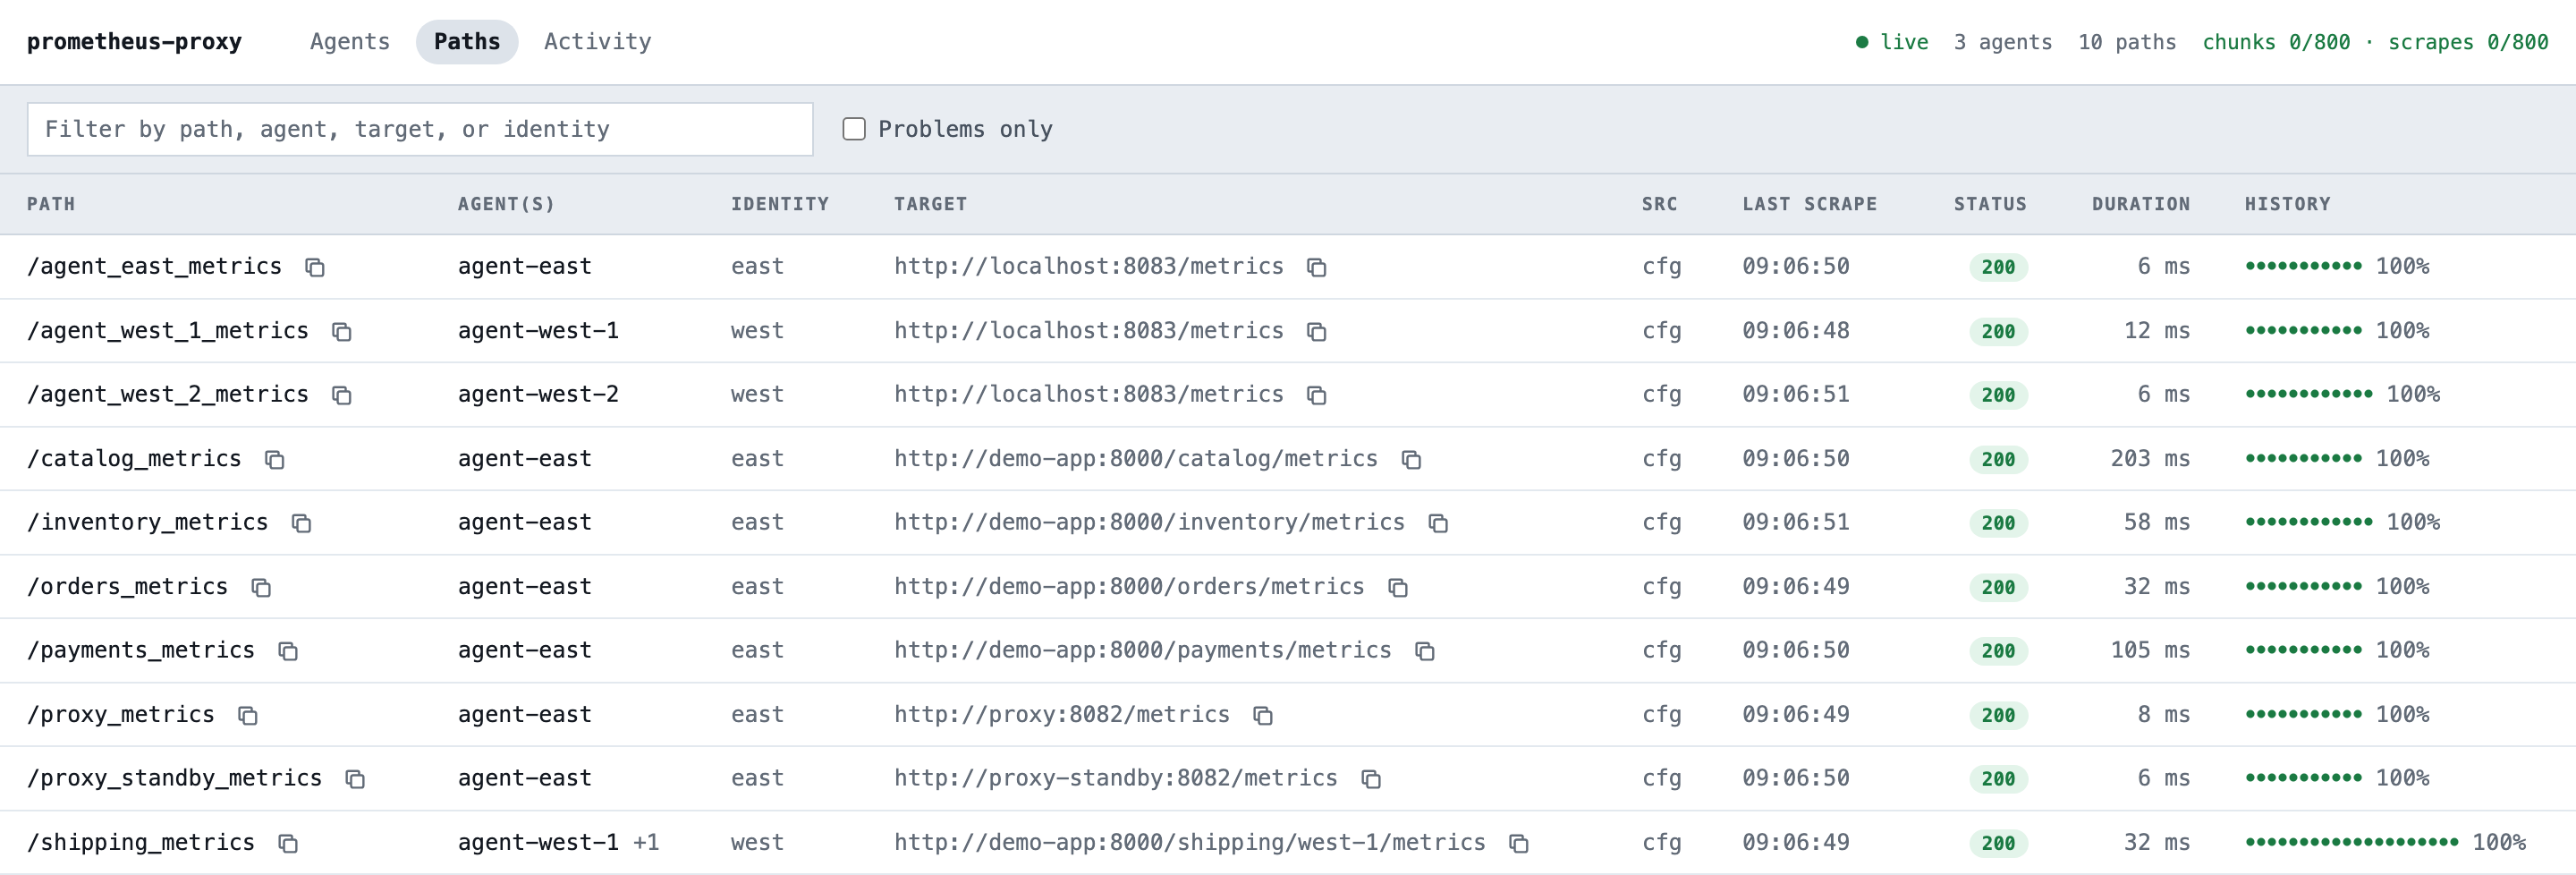 prometheus-proxy Agents Paths Activity live 3 agents 10 paths chunks 0/800 · scrapes 0/800
Filter by path, agent, target, or identity Problems only
PATH AGENT(S) IDENTITY TARGET SRC LAST SCRAPE STATUS DURATION HISTORY
/agent_east_metrics agent-east east http://localhost:8083/metrics cfg 09:06:50 200 6 ms 100%
/agent_west_1_metrics agent-west-1 west http://localhost:8083/metrics cfg 09:06:48 200 12 ms 100%
/agent_west_2_metrics agent-west-2 west http://localhost:8083/metrics cfg 09:06:51 200 6 ms 100%
/catalog_metrics agent-east east http://demo-app:8000/catalog/metrics cfg 09:06:50 200 203 ms 100%
/inventory_metrics agent-east east http://demo-app:8000/inventory/metrics cfg 09:06:51 200 58 ms 100%
/orders_metrics agent-east east http://demo-app:8000/orders/metrics cfg 09:06:49 200 32 ms 100%
/payments_metrics agent-east east http://demo-app:8000/payments/metrics cfg 09:06:50 200 105 ms 100%
/proxy_metrics agent-east east http://proxy:8082/metrics cfg 09:06:49 200 8 ms 100%
/proxy_standby_metrics agent-east east http://proxy-standby:8082/metrics cfg 09:06:50 200 6 ms 100%
/shipping_metrics agent-west-1 +1 west http://demo-app:8000/shipping/west-1/metrics cfg 09:06:49 200 32 ms 100%